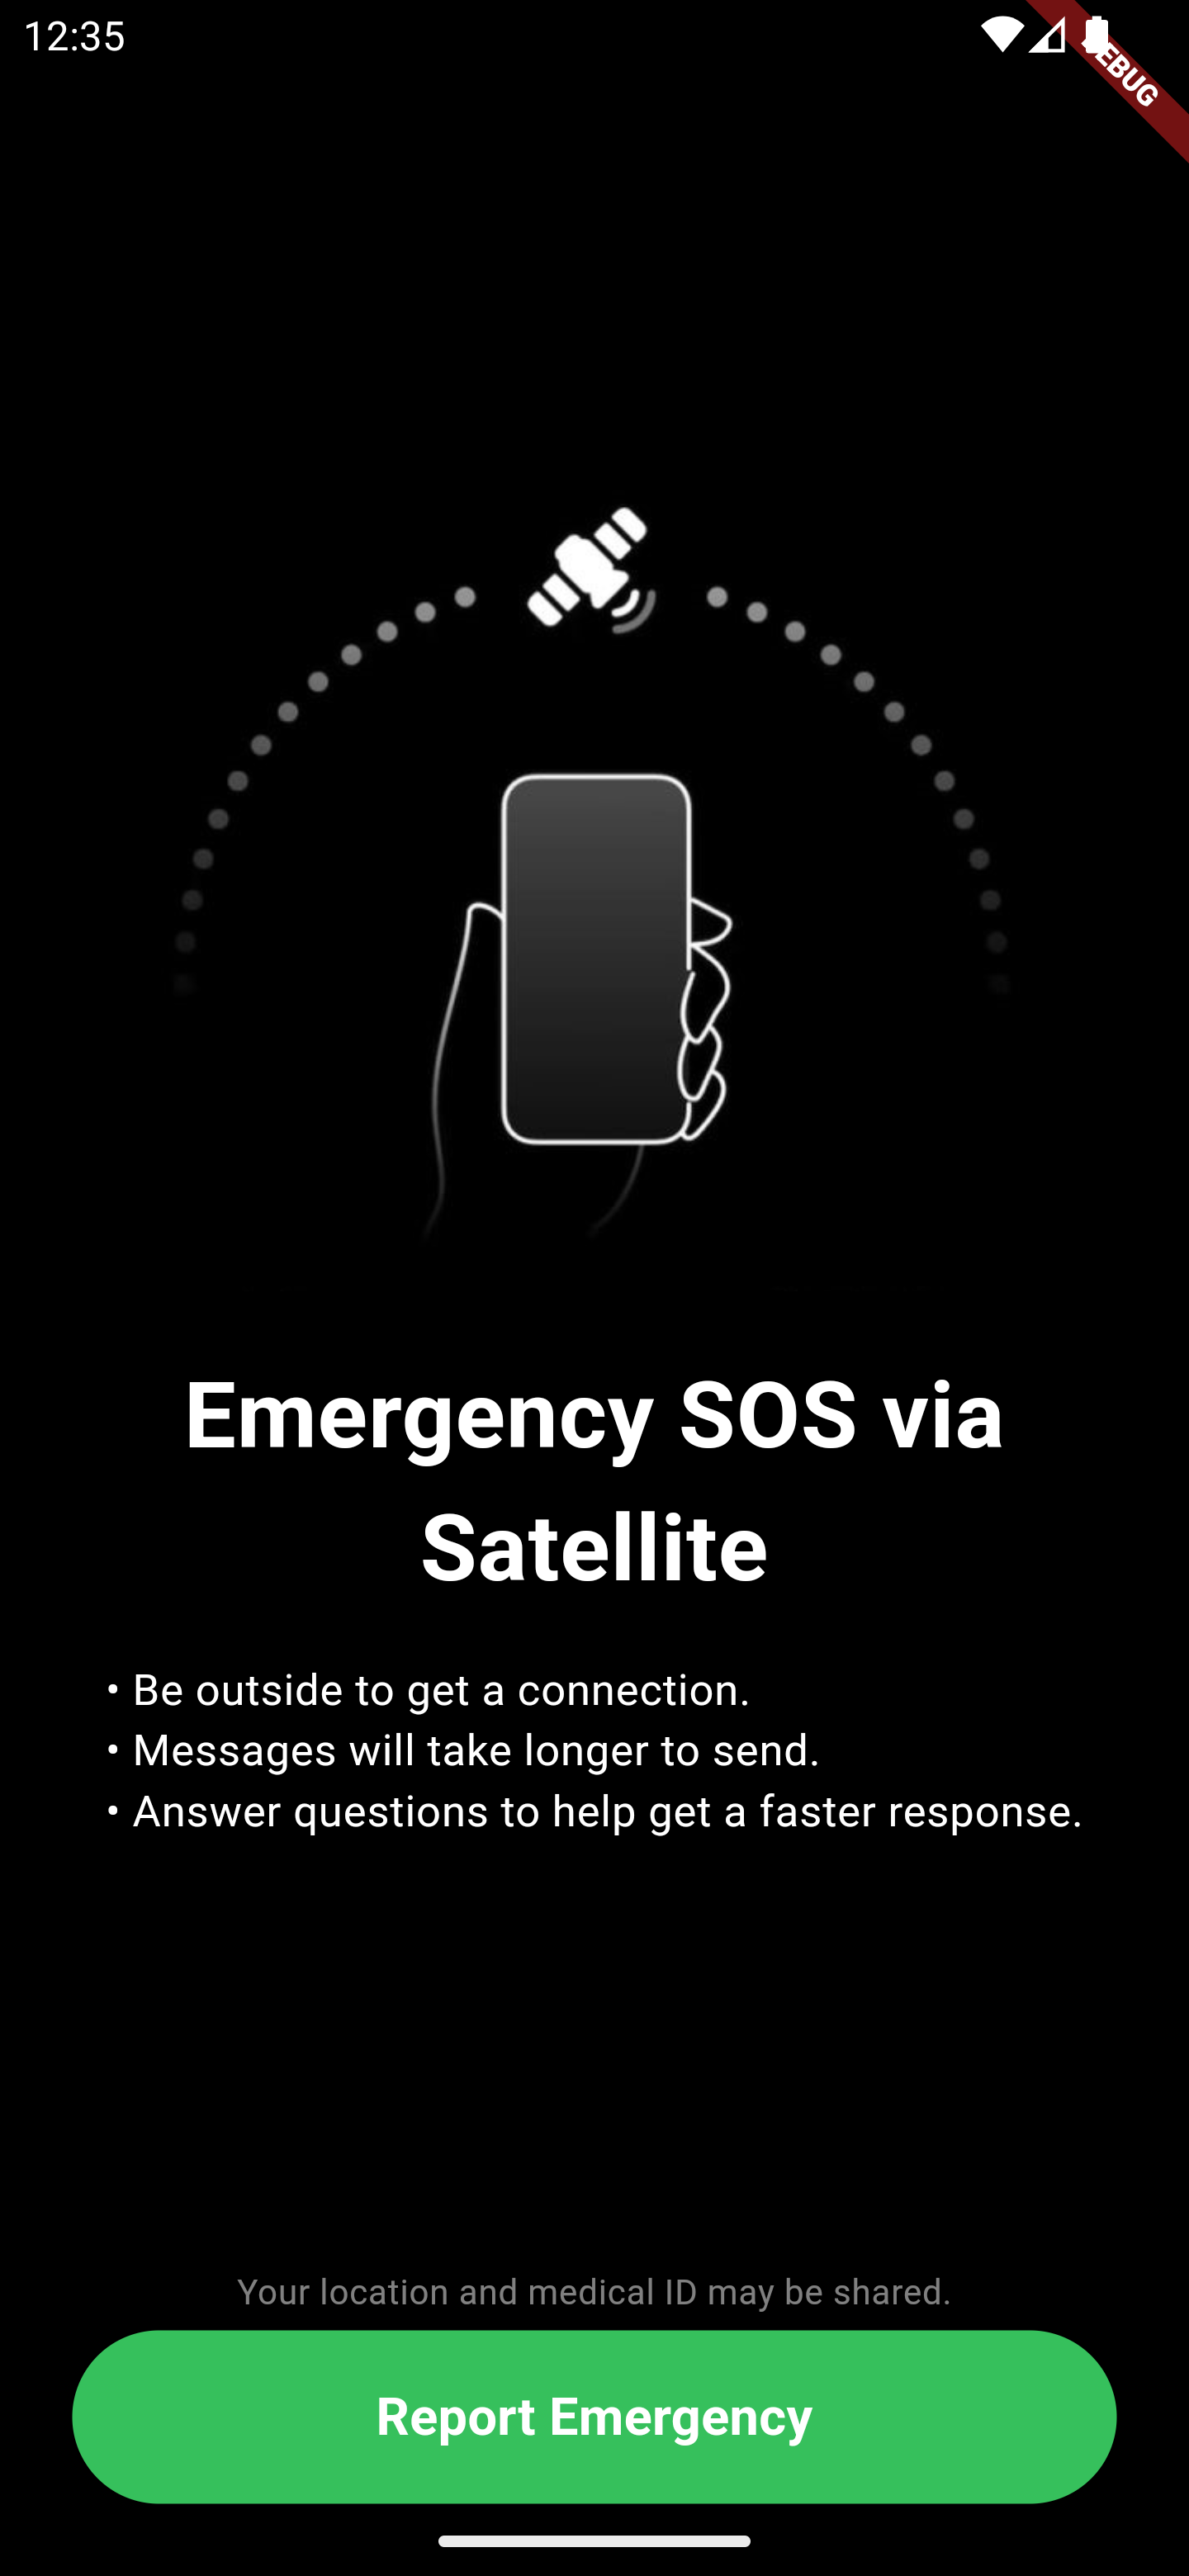 12:35
DEBUG
Emergency SOS via
Satellite
• Be outside to get a connection.
• Messages will take longer to send.
• Answer questions to help get a faster response.
Your location and medical ID may be shared.
Report Emergency